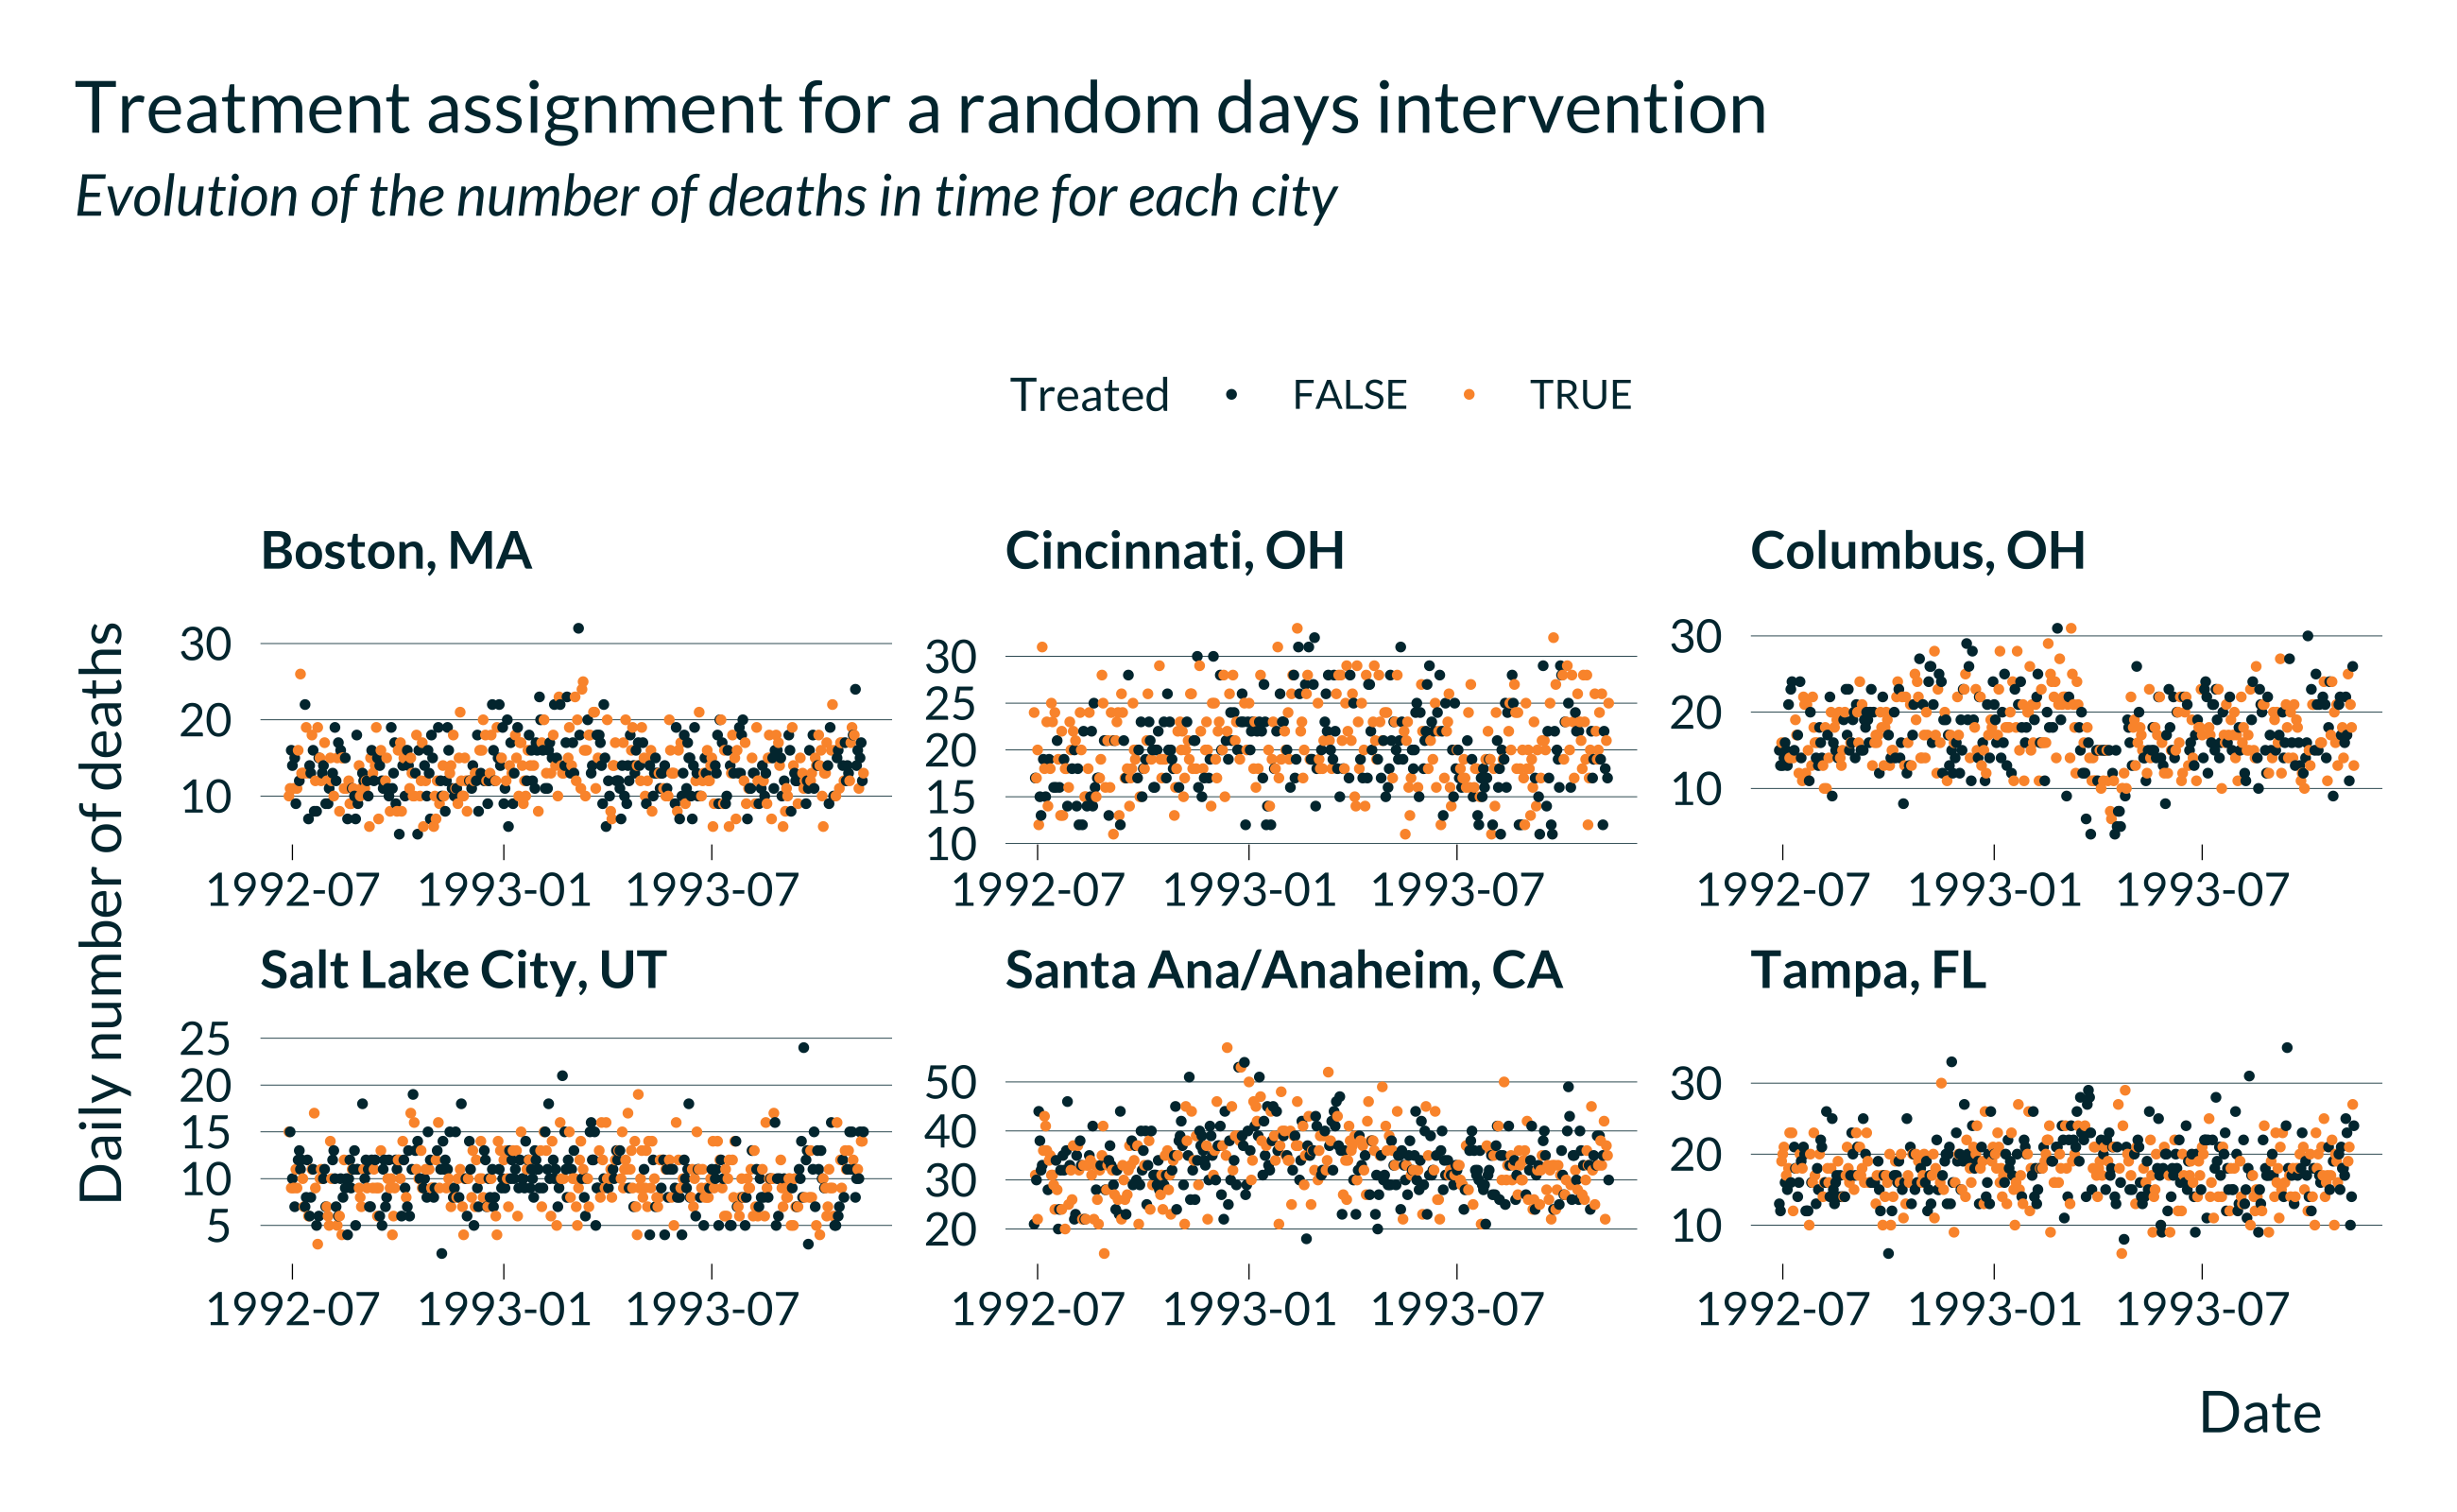 Treatment assignment for a random days intervention
Evolution of the number of deaths in time for each city
Treated FALSE TRUE
Daily number of deaths
Boston, MA
30
20
10
1992-07 1993-01 1993-07
Cincinnati, OH
30
25
20
15
10
1992-07 1993-01 1993-07
Columbus, OH
30
20
10
1992-07 1993-01 1993-07
Salt Lake City, UT
25
20
15
10
5
1992-07 1993-01 1993-07
Santa Ana/Anaheim, CA
50
40
30
20
1992-07 1993-01 1993-07
Tampa, FL
30
20
10
1992-07 1993-01 1993-07
Date